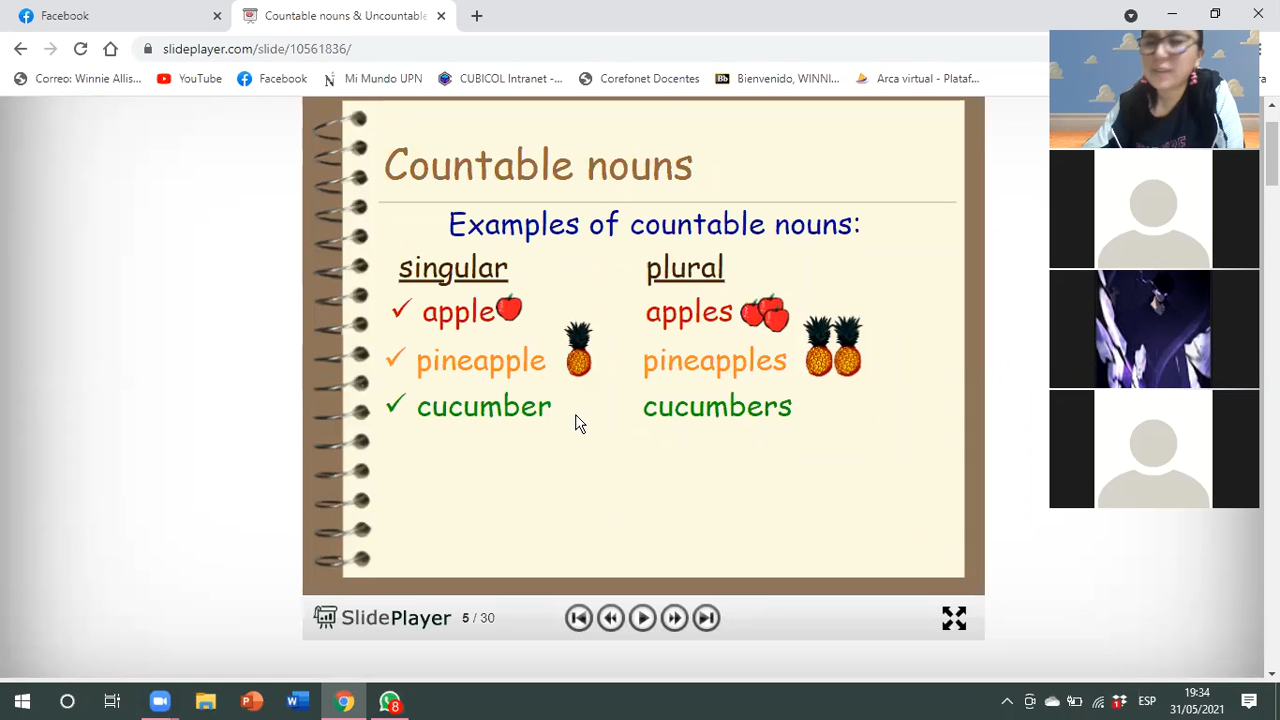 Facebook
Countable nouns & Uncountable
slideplayer.com/slide/10561836/
Correo: Winnie Allis...
YouTube
Facebook
Mi Mundo UPN
CUBICOL Intranet -...
Corefonet Docentes
Bb
Bienvenido, WINNI...
Arca virtual - Plataf...
Countable nouns
Examples of countable nouns:
singular plural
✓ apple apples
✓ pineapple pineapples
✓ cucumber cucumbers
SlidePlayer 5 / 30
8
ESP
19:34
31/05/2021